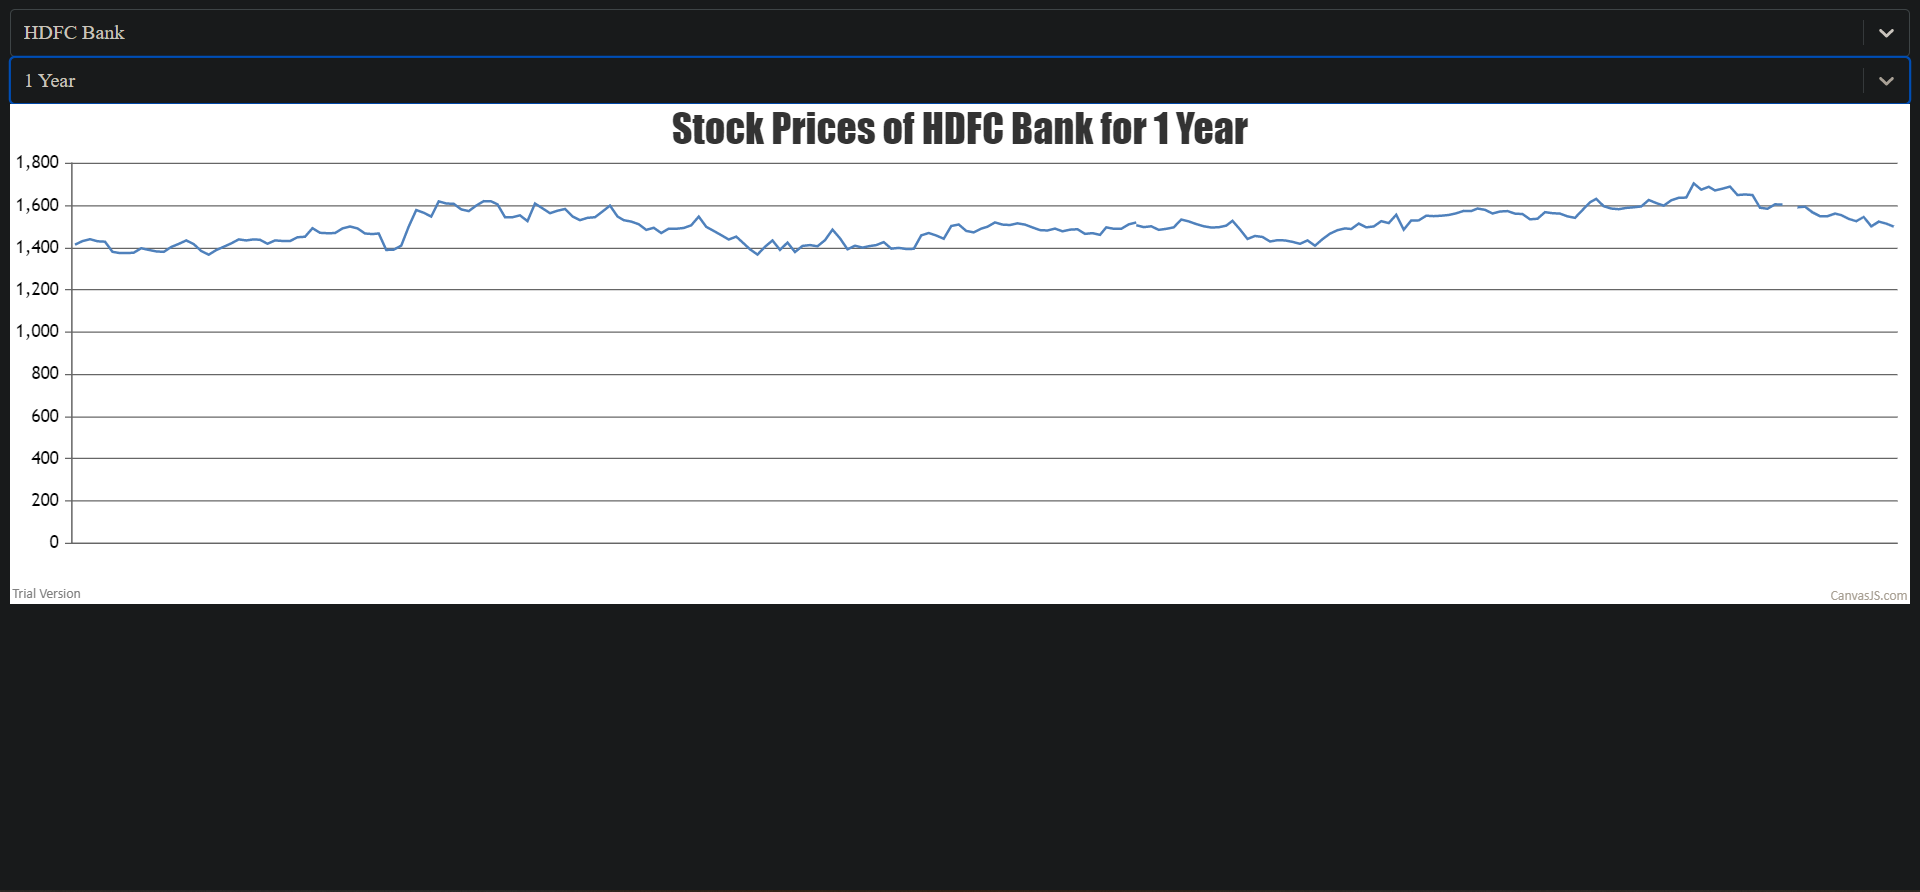 HDFC Bank
1 Year
Stock Prices of HDFC Bank for 1 Year
1,800
1,600
1,400
1,200
1,000
800
600
400
200
0
Trial Version
CanvasJS.com